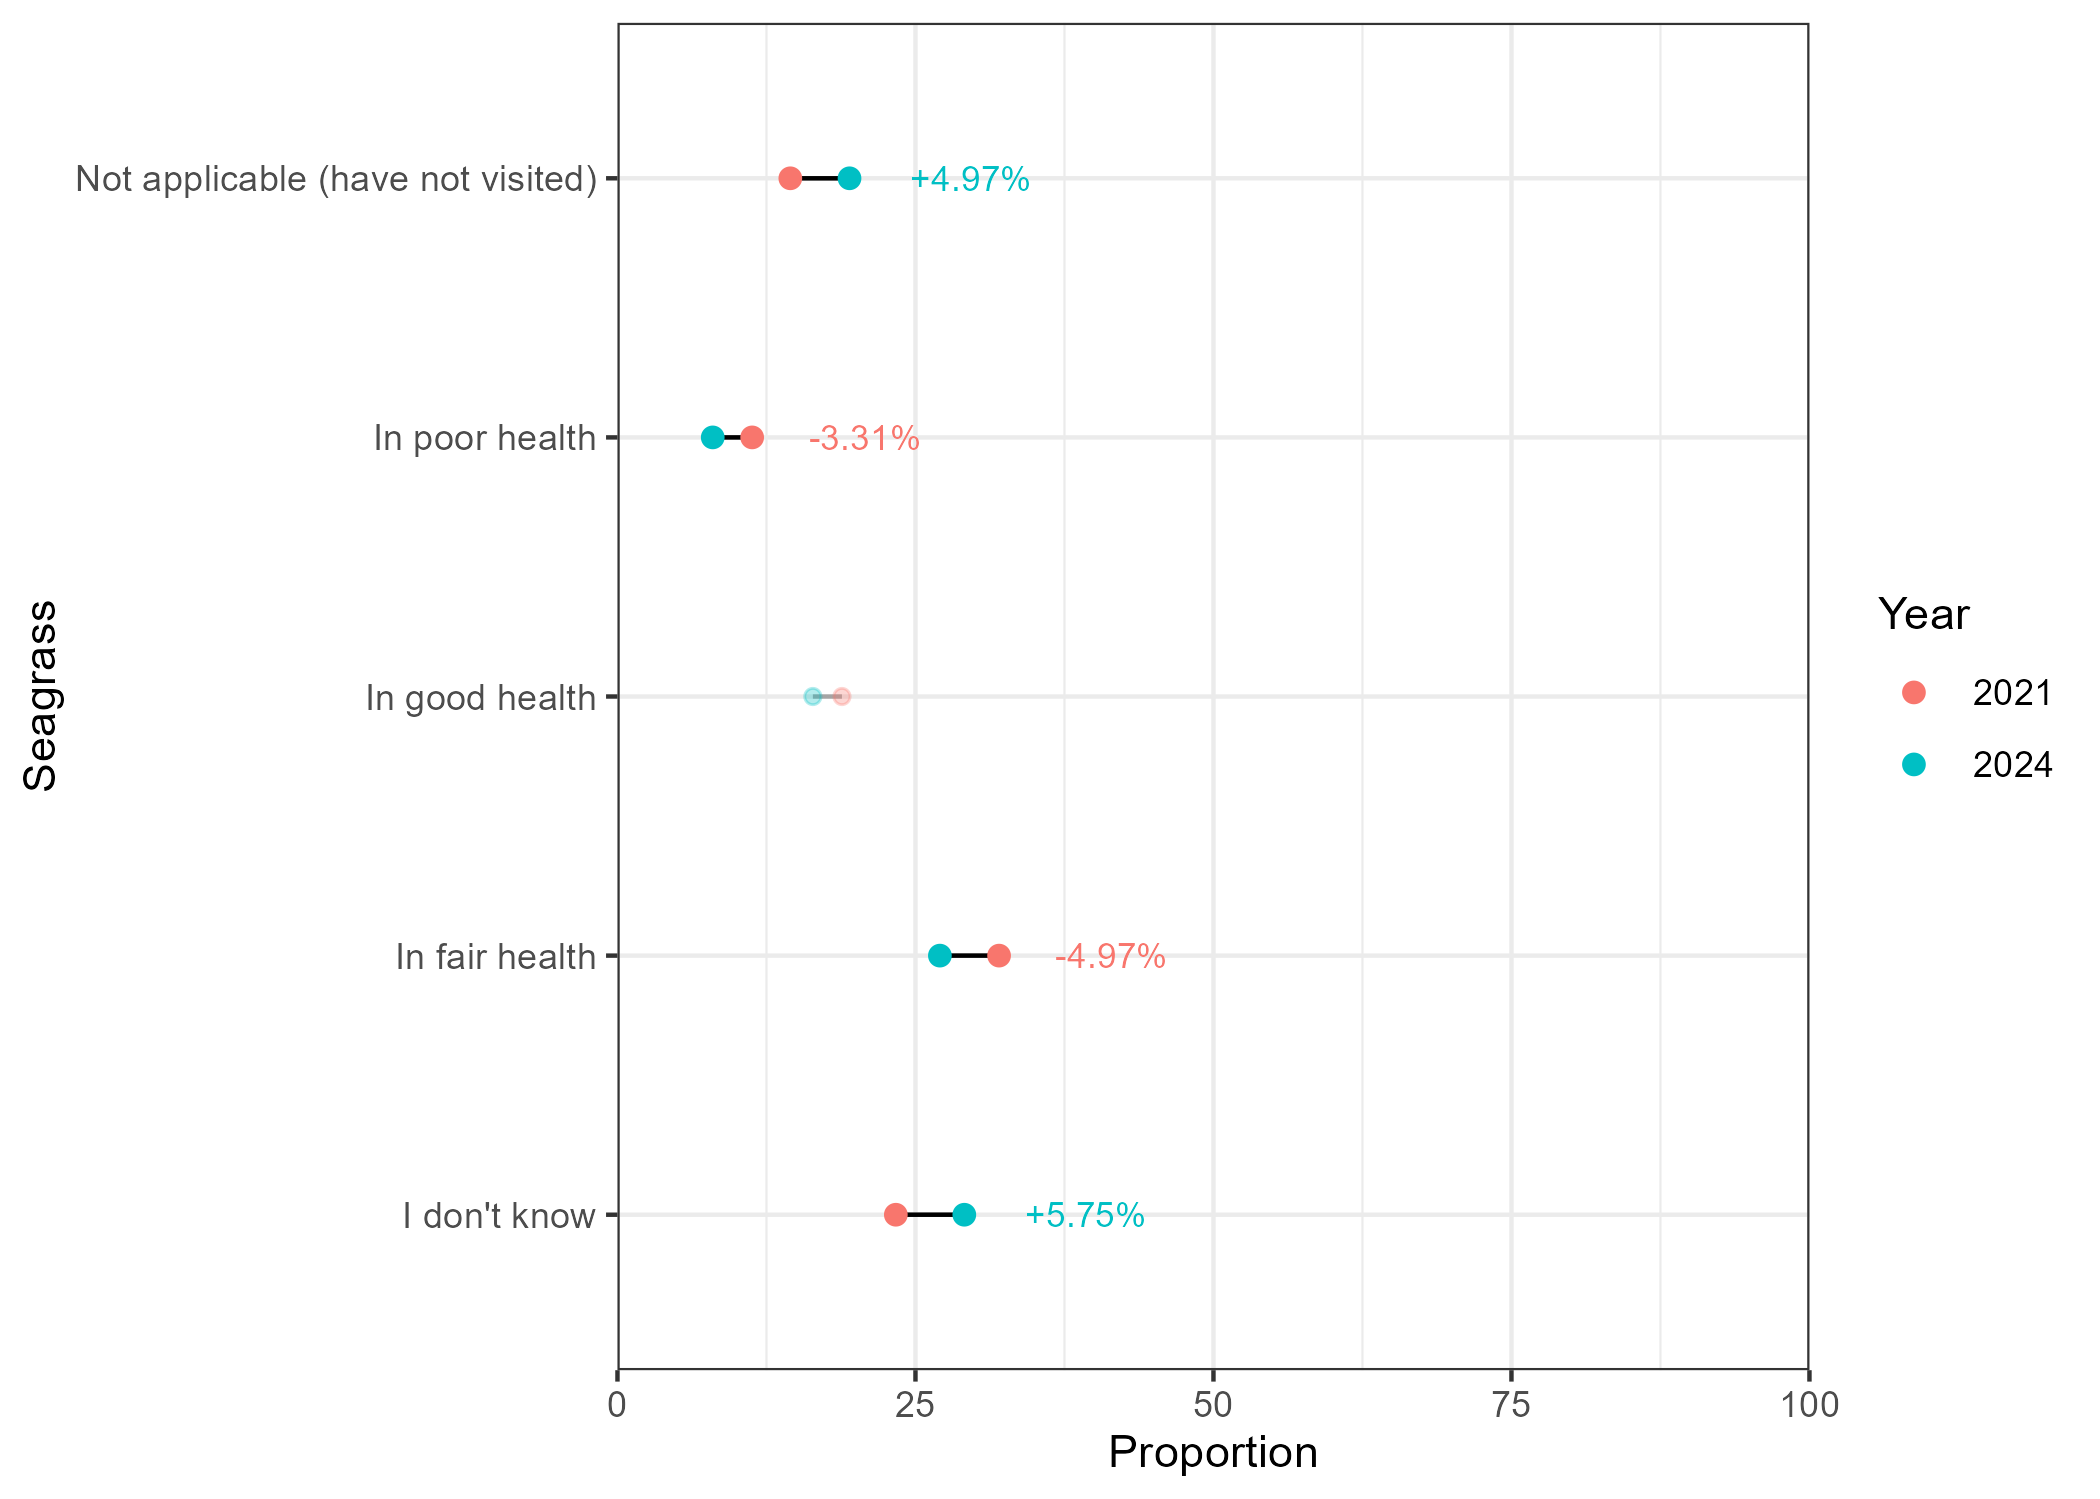 Not applicable (have not visited)
+4.97%
In poor health
-3.31%
In good health
In fair health
-4.97%
I don't know
+5.75%
Seagrass
0
25
50
75
100
Proportion
Year
2021
2024